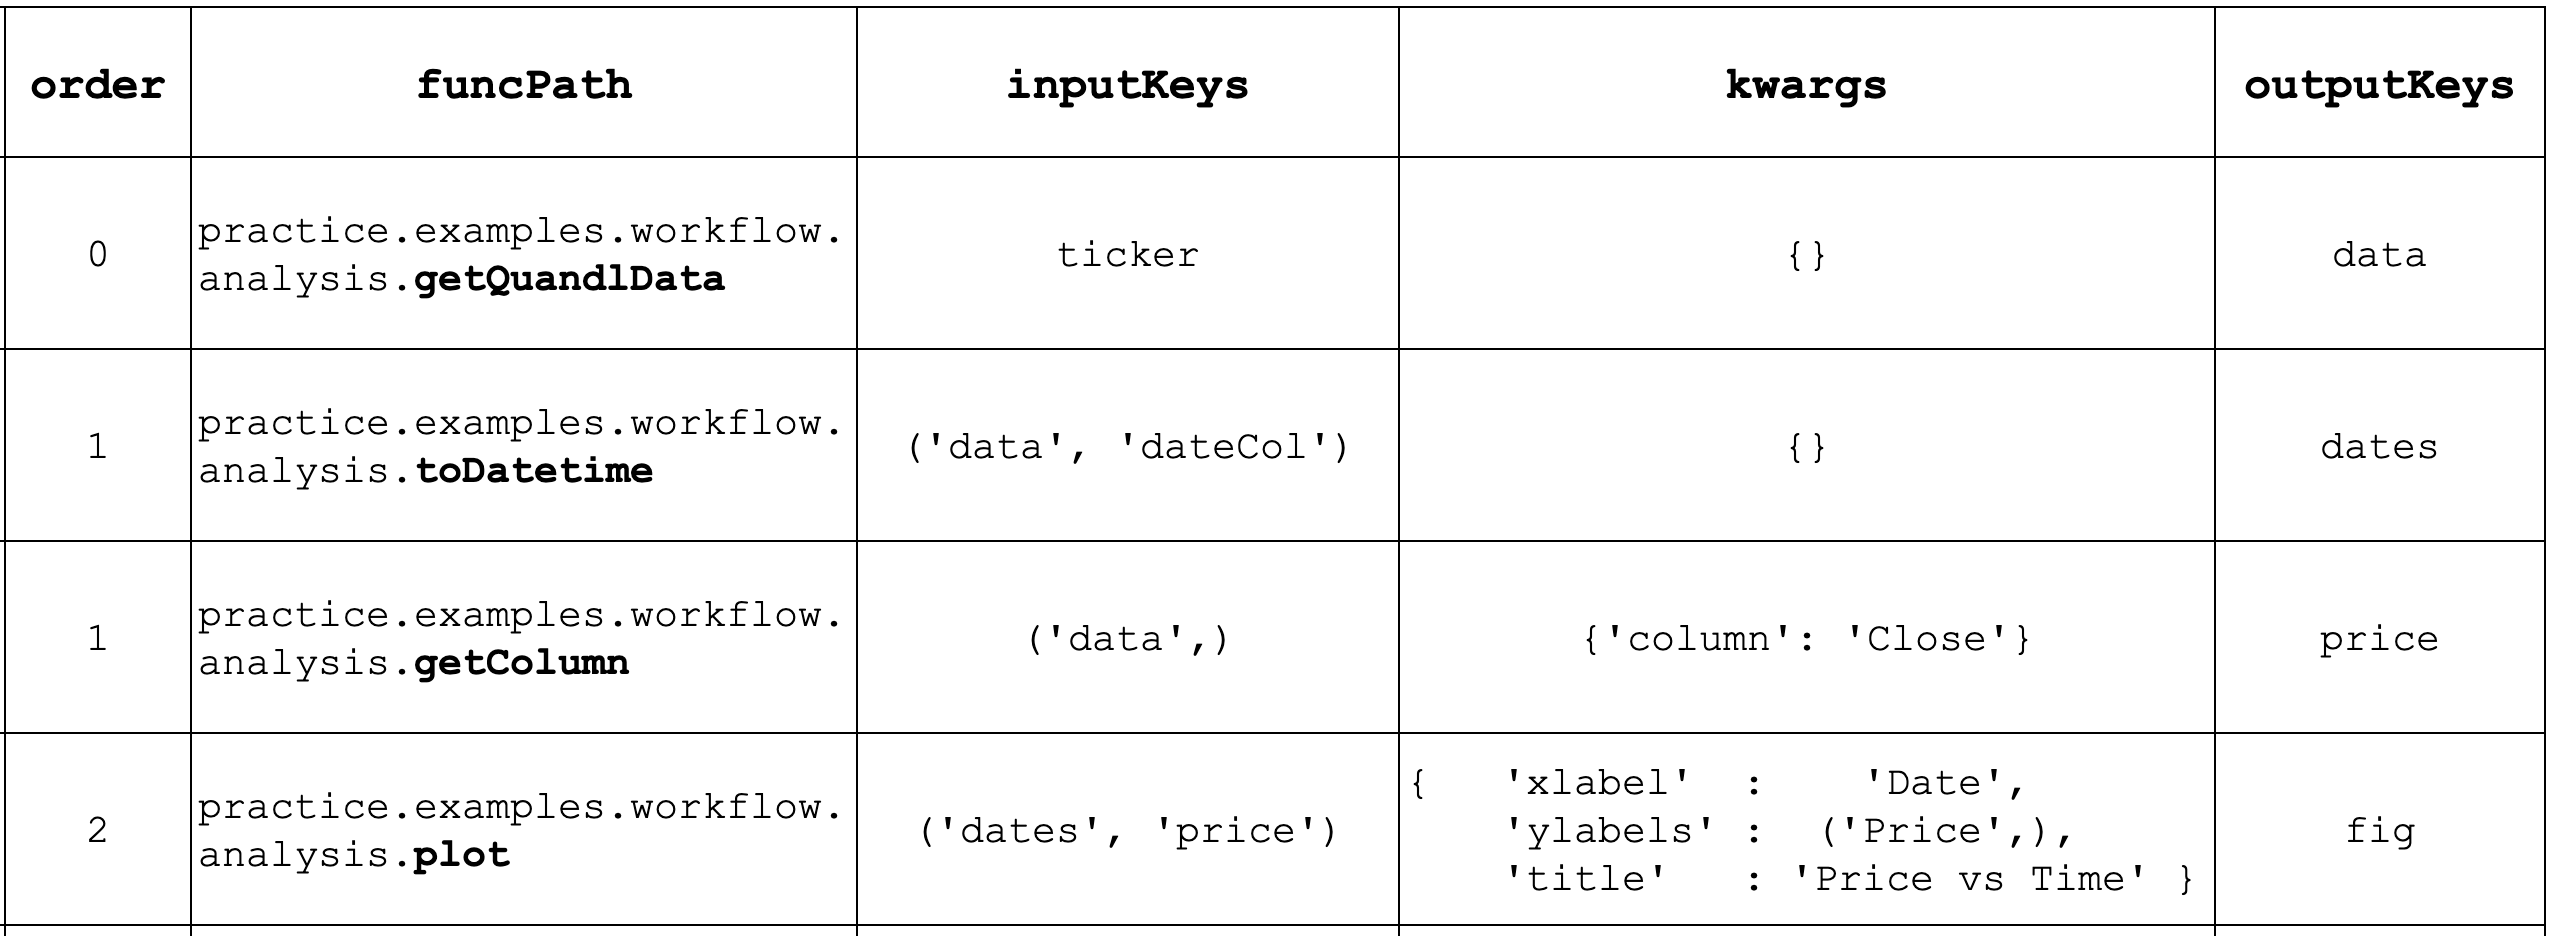 order funcPath inputKeys kwargs outputKeys
0 practice.examples.workflow. ticker {} data
analysis.getQuandlData
1 practice.examples.workflow. ('data', 'dateCol') {} dates
analysis.toDatetime
1 practice.examples.workflow. ('data',) {'column': 'Close'} price
analysis.getColumn
2 practice.examples.workflow. ('dates', 'price') { 'xlabel' : 'Date', fig
analysis.plot 'ylabels' : ('Price',),
'title' : 'Price vs Time' }